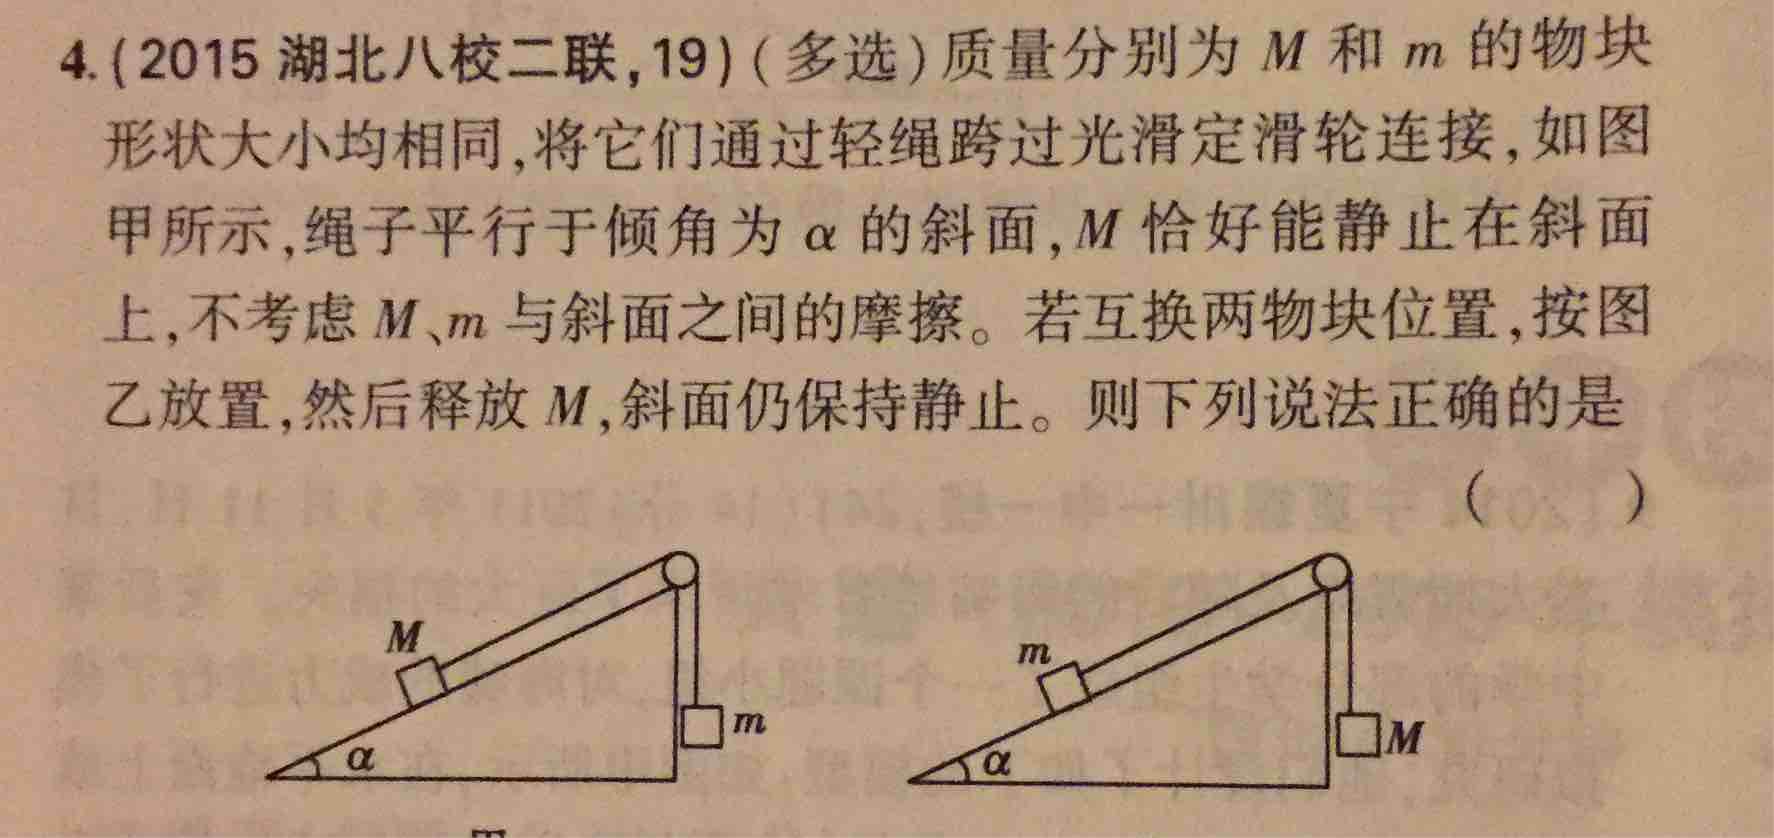 4.(2015湖北八校二联,19)(多选)质量分别为 M 和 m 的物块
形状大小均相同,将它们通过轻绳跨过光滑定滑轮连接,如图
甲所示,绳子平行于倾角为 α 的斜面,M 恰好能静止在斜面
上,不考虑 M、m 与斜面之间的摩擦。若互换两物块位置,按图
乙放置,然后释放 M,斜面仍保持静止。则下列说法正确的是
(　　)
M
m
α
m
M
α